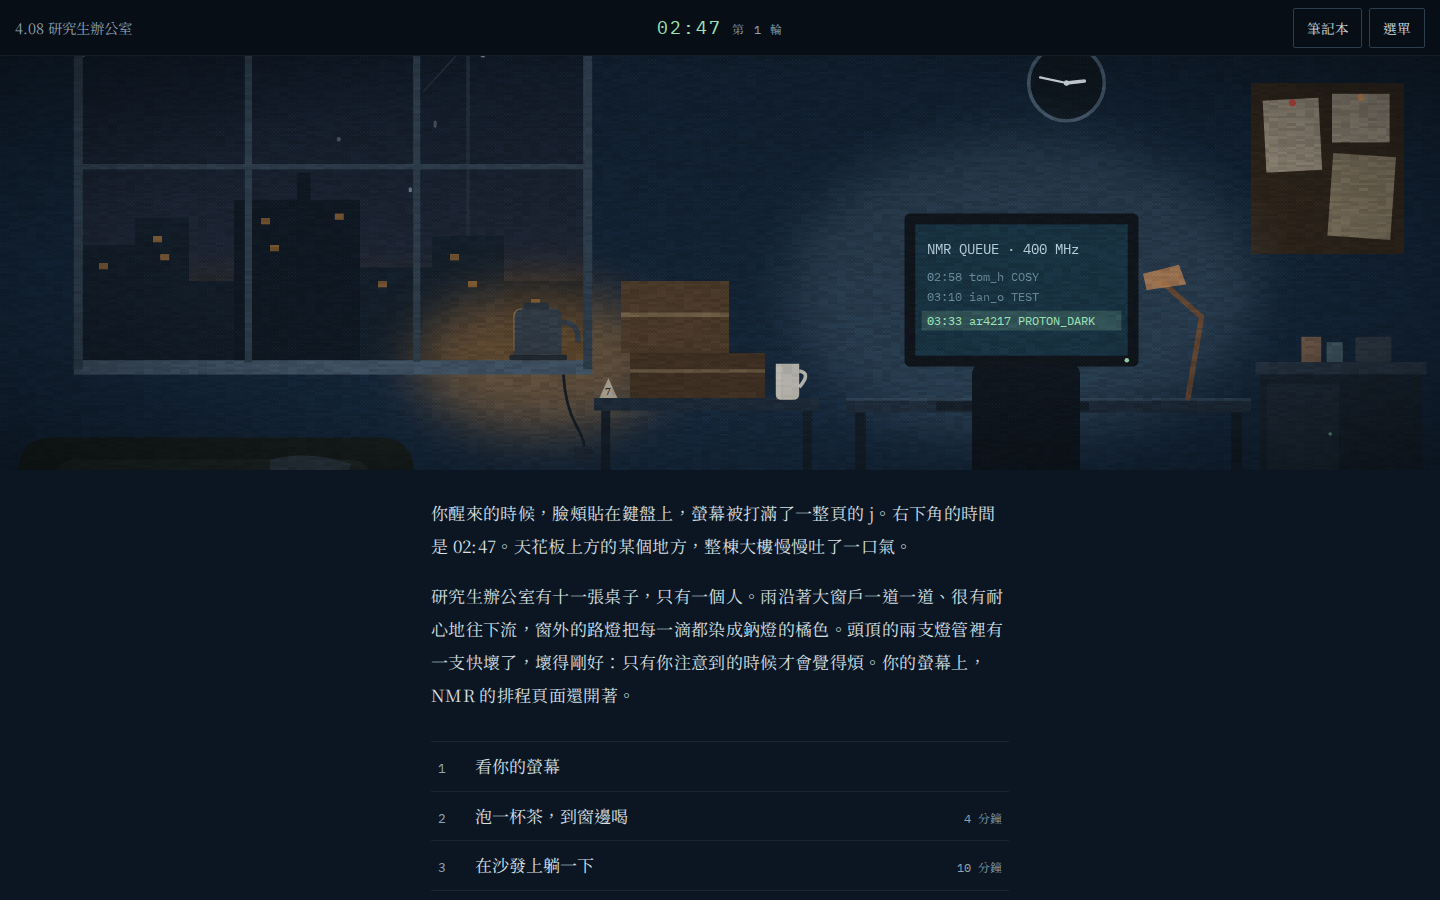 4.08 研究生辦公室
02:47 第 1 輪
筆記本
選單
NMR QUEUE · 400 MHz
02:58 tom_h COSY
03:10 ian_o TEST
03:33 ar4217 PROTON_DARK
7
你醒來的時候，臉頰貼在鍵盤上，螢幕被打滿了一整頁的 j。右下角的時間
是 02:47。天花板上方的某個地方，整棟大樓慢慢吐了一口氣。
研究生辦公室有十一張桌子，只有一個人。雨沿著大窗戶一道一道、很有耐
心地往下流，窗外的路燈把每一滴都染成鈉燈的橘色。頭頂的兩支燈管裡有
一支快壞了，壞得剛好：只有你注意到的時候才會覺得煩。你的螢幕上，
NMR 的排程頁面還開著。
1 看你的螢幕
2 泡一杯茶，到窗邊喝 4 分鐘
3 在沙發上躺一下 10 分鐘